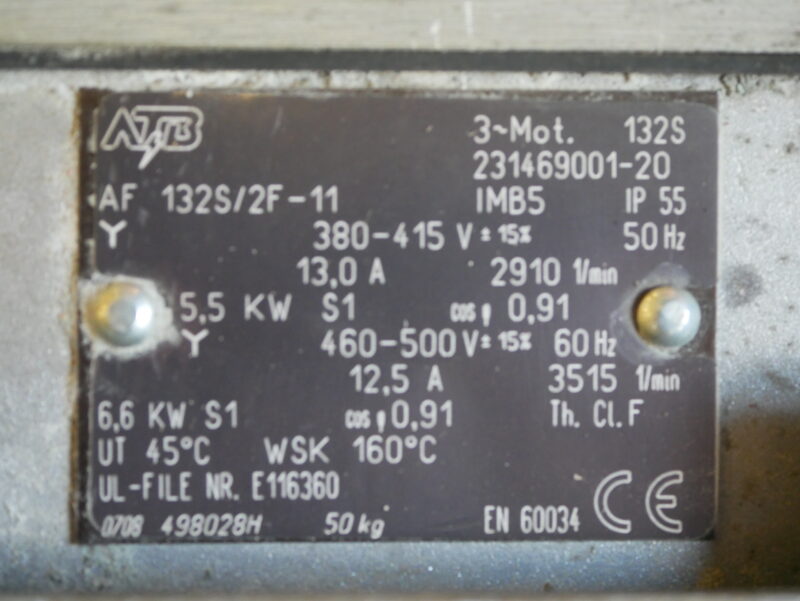 ATB
3~Mot. 132S
231469001-20
AF 132S/2F-11 IMB5 IP 55
Y 380-415 V ± 15% 50 Hz
13,0 A 2910 1/min
5,5 KW S1 cos φ 0,91
Y 460-500 V ± 15% 60 Hz
12,5 A 3515 1/min
6,6 KW S1 cos φ 0,91 Th. Cl. F
UT 45°C WSK 160°C
UL-FILE NR. E116360
0708 498028H 50 kg EN 60034 CE